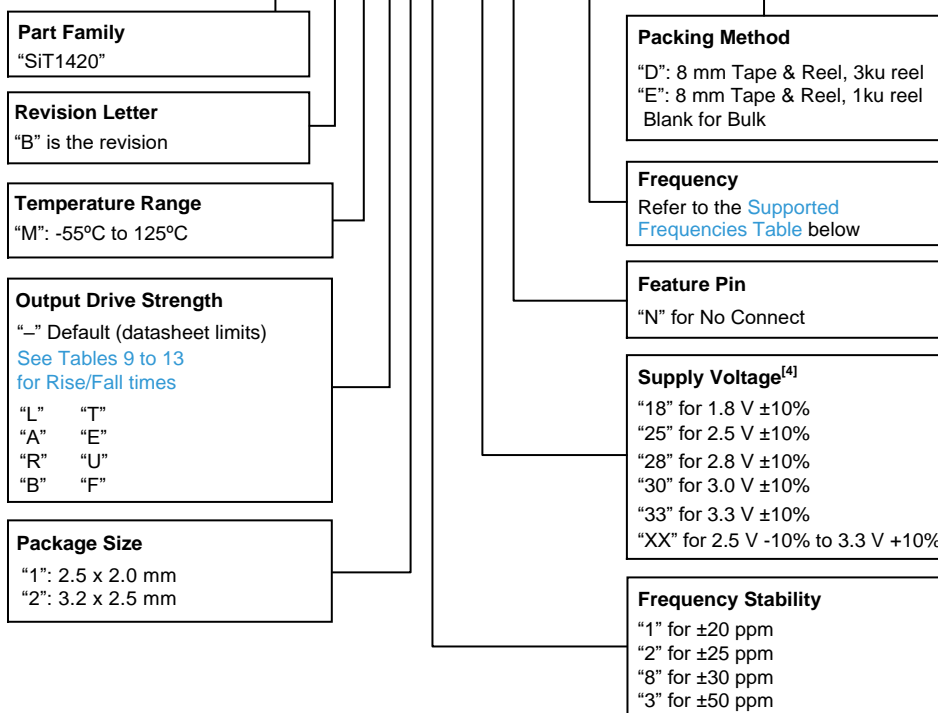 Part Family
“SiT1420”
Revision Letter
“B” is the revision
Temperature Range
“M”: -55ºC to 125ºC
Output Drive Strength
“–” Default (datasheet limits)
See Tables 9 to 13
for Rise/Fall times
“L” “T”
“A” “E”
“R” “U”
“B” “F”
Package Size
“1”: 2.5 x 2.0 mm
“2”: 3.2 x 2.5 mm
Packing Method
“D”: 8 mm Tape & Reel, 3ku reel
“E”: 8 mm Tape & Reel, 1ku reel
Blank for Bulk
Frequency
Refer to the Supported
Frequencies Table below
Feature Pin
“N” for No Connect
Supply Voltage[4]
“18” for 1.8 V ±10%
“25” for 2.5 V ±10%
“28” for 2.8 V ±10%
“30” for 3.0 V ±10%
“33” for 3.3 V ±10%
“XX” for 2.5 V -10% to 3.3 V +10%
Frequency Stability
“1” for ±20 ppm
“2” for ±25 ppm
“8” for ±30 ppm
“3” for ±50 ppm